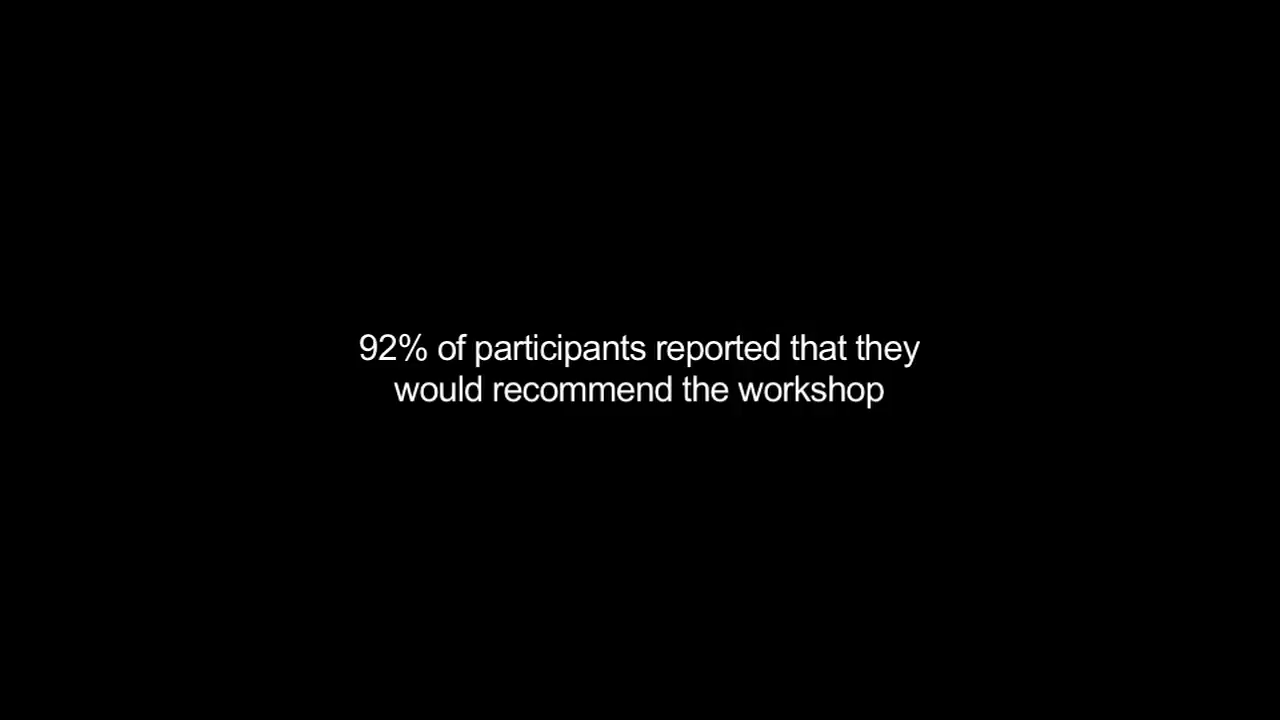 92% of participants reported that they
would recommend the workshop